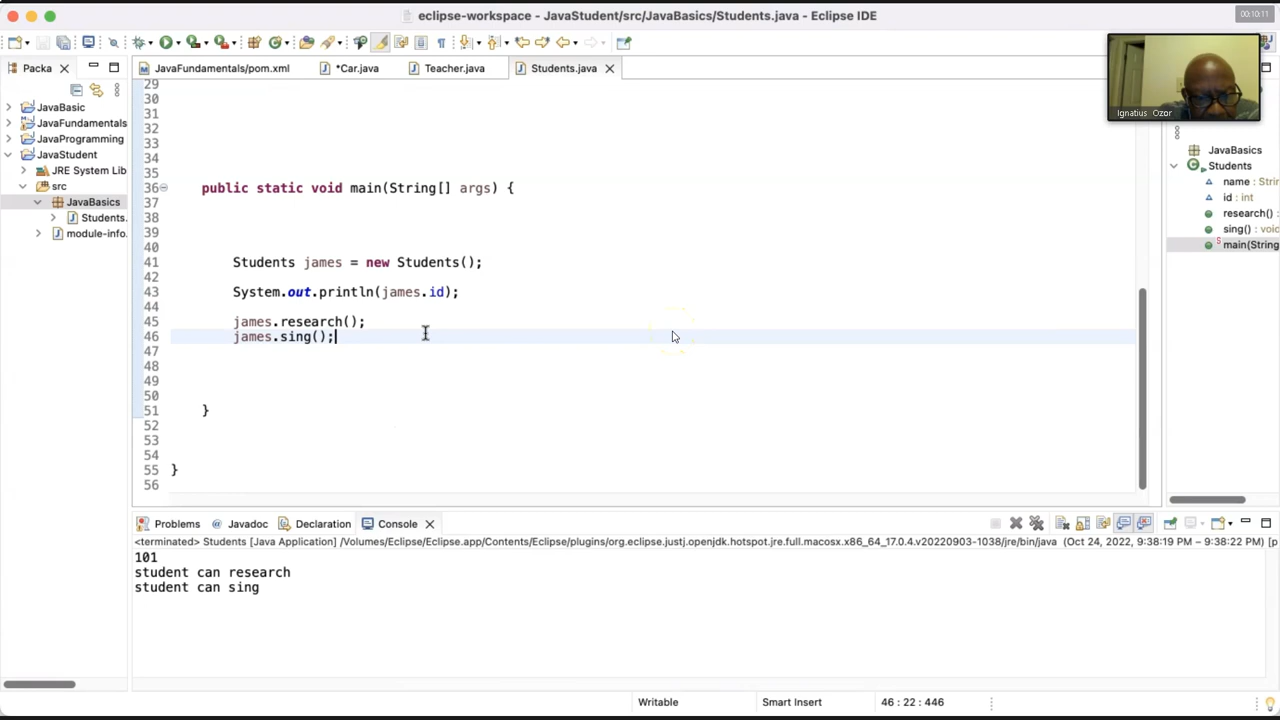 eclipse-workspace - JavaStudent/src/JavaBasics/Students.java - Eclipse IDE
00:10:11
Packa
JavaFundamentals/pom.xml
*Car.java
Teacher.java
Students.java
Ignatius Ozor
JavaBasic
JavaFundamentals
JavaProgramming
JavaStudent
JRE System Lib
src
JavaBasics
Students.
module-info.
29
30
31
32
33
34
35
36 public static void main(String[] args) {
37
38
39
40
41 Students james = new Students();
42
43 System.out.println(james.id);
44
45 james.research();
46 james.sing();
47
48
49
50
51 }
52
53
54
55 }
56
JavaBasics
Students
name : Strin
id : int
research() :
sing() : void
main(String
Problems
Javadoc
Declaration
Console
<terminated> Students [Java Application] /Volumes/Eclipse/Eclipse.app/Contents/Eclipse/plugins/org.eclipse.justj.openjdk.hotspot.jre.full.macosx.x86_64_17.0.4.v20220903-1038/jre/bin/java (Oct 24, 2022, 9:38:19 PM – 9:38:22 PM) [p
101
student can research
student can sing
Writable
Smart Insert
46 : 22 : 446